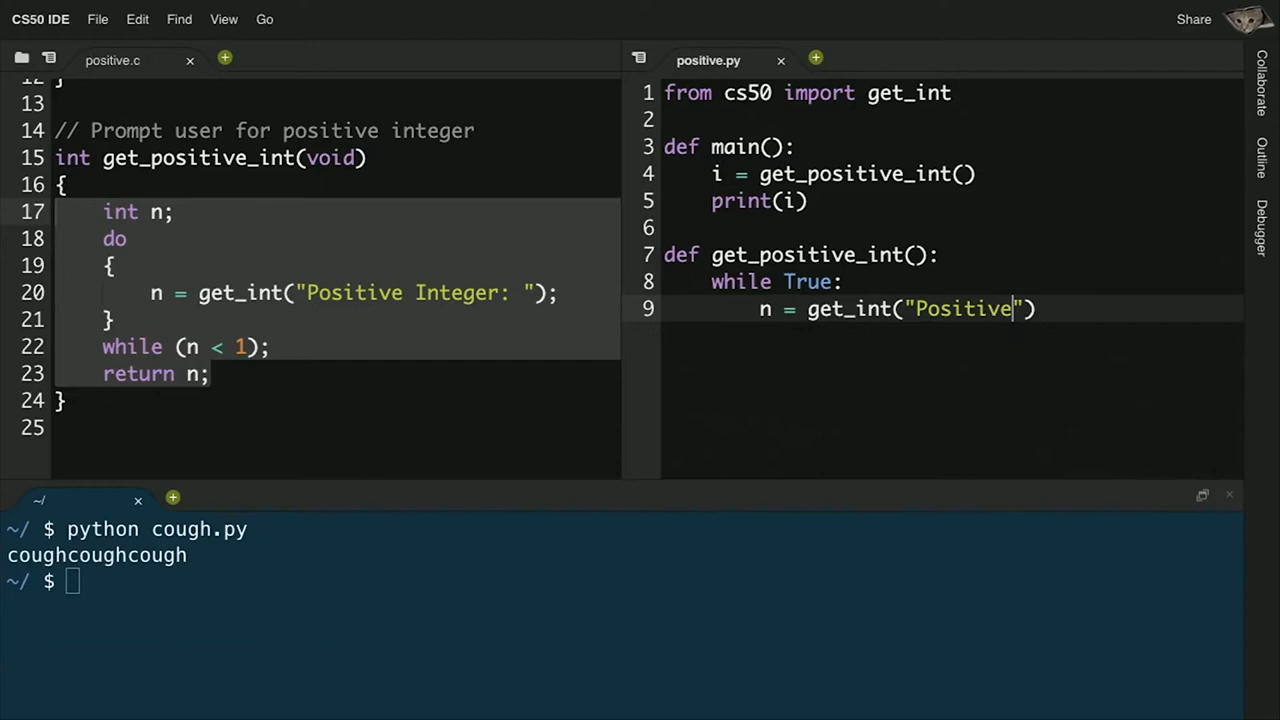 CS50 IDE File Edit Find View Go Share
positive.c
12 }
13
14 // Prompt user for positive integer
15 int get_positive_int(void)
16 {
17     int n;
18     do
19     {
20         n = get_int("Positive Integer: ");
21     }
22     while (n < 1);
23     return n;
24 }
25
positive.py
1 from cs50 import get_int
2
3 def main():
4     i = get_positive_int()
5     print(i)
6
7 def get_positive_int():
8     while True:
9         n = get_int("Positive")
Collaborate
Outline
Debugger
~/
~/ $ python cough.py
coughcoughcough
~/ $